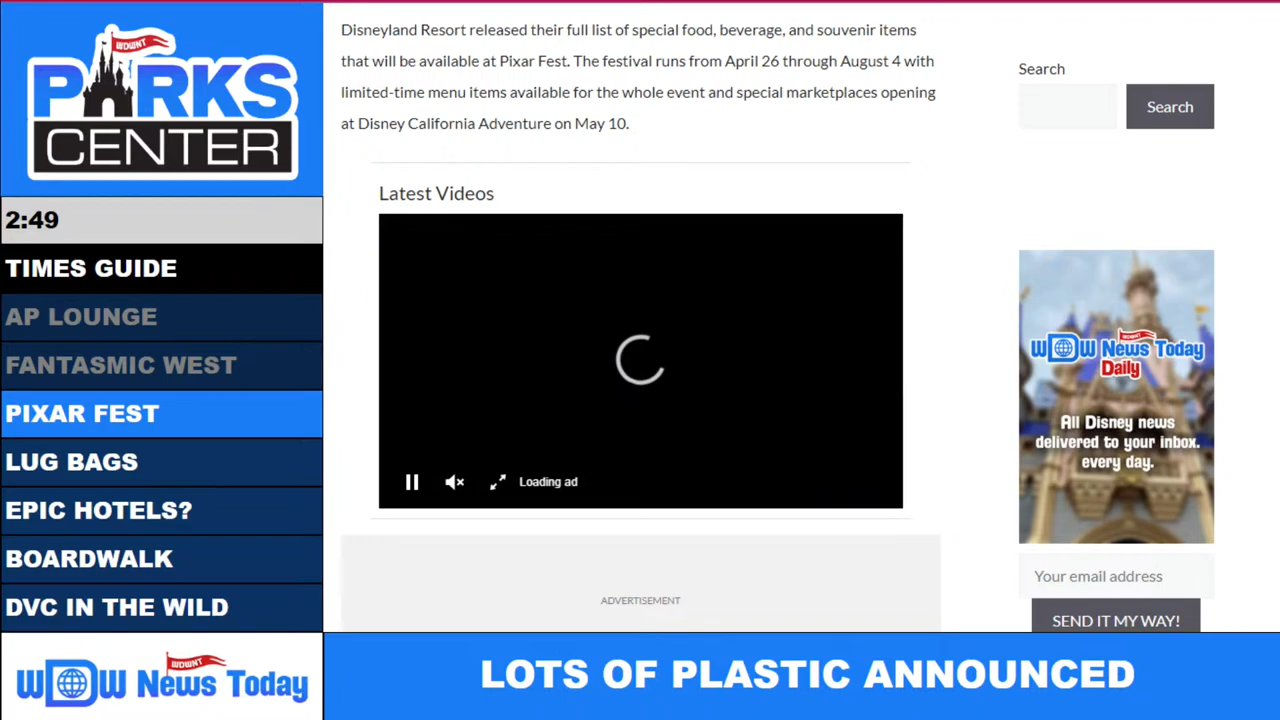 WDWNT
PARKS
CENTER
2:49
TIMES GUIDE
AP LOUNGE
FANTASMIC WEST
PIXAR FEST
LUG BAGS
EPIC HOTELS?
BOARDWALK
DVC IN THE WILD
WDWNT
WDW News Today
Disneyland Resort released their full list of special food, beverage, and souvenir items
that will be available at Pixar Fest. The festival runs from April 26 through August 4 with
limited-time menu items available for the whole event and special marketplaces opening
at Disney California Adventure on May 10.
Latest Videos
Loading ad
ADVERTISEMENT
Search
Search
WDWNT
WDW News Today
Daily
All Disney news
delivered to your inbox.
every day.
Your email address
SEND IT MY WAY!
LOTS OF PLASTIC ANNOUNCED